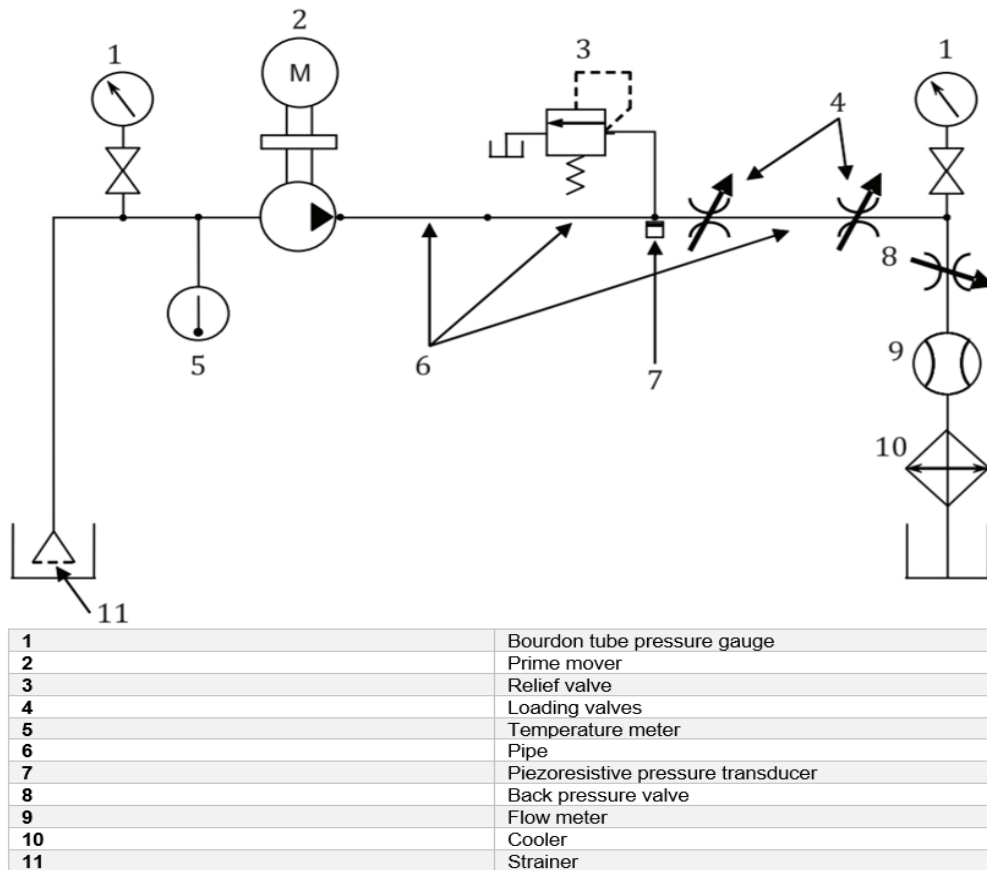 2
1
M
3
1
4
8
5
6
7
9
10
11
1 Bourdon tube pressure gauge
2 Prime mover
3 Relief valve
4 Loading valves
5 Temperature meter
6 Pipe
7 Piezoresistive pressure transducer
8 Back pressure valve
9 Flow meter
10 Cooler
11 Strainer